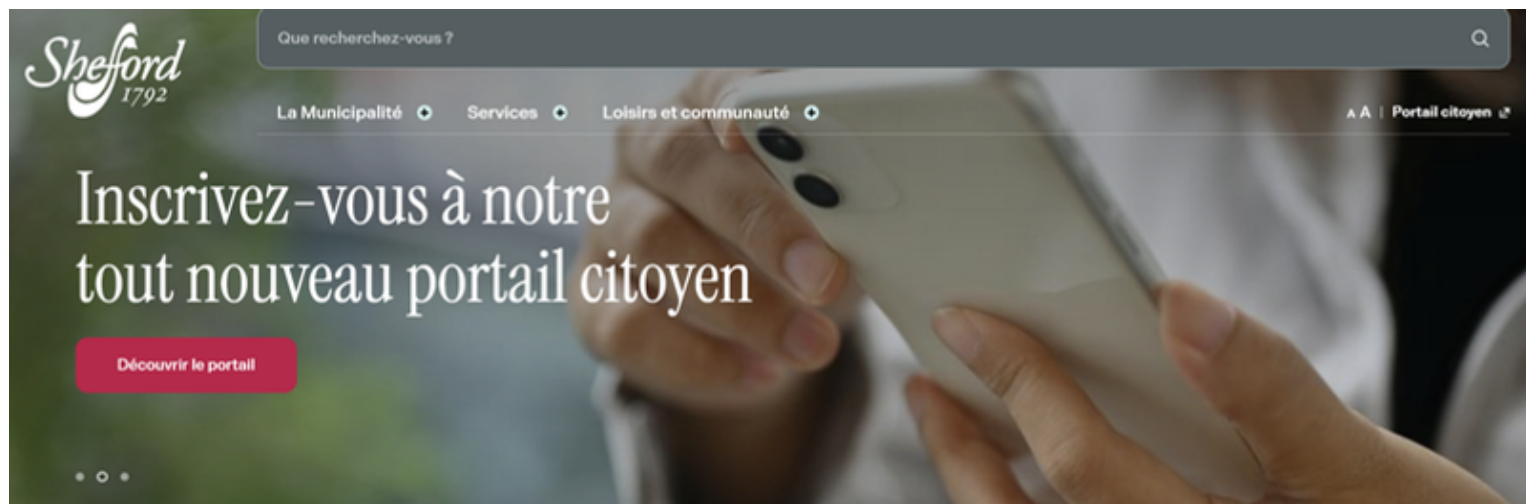 Shefford
1792
Que recherchez-vous ?
La Municipalité
Services
Loisirs et communauté
A A | Portail citoyen
Inscrivez-vous à notre
tout nouveau portail citoyen
Découvrir le portail